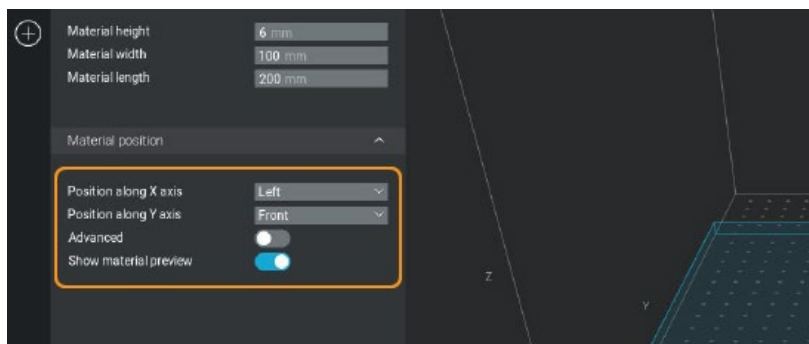 Material height 6 mm
Material width 100 mm
Material length 200 mm
Material position
Position along X axis Left
Position along Y axis Front
Advanced
Show material preview
Z
Y